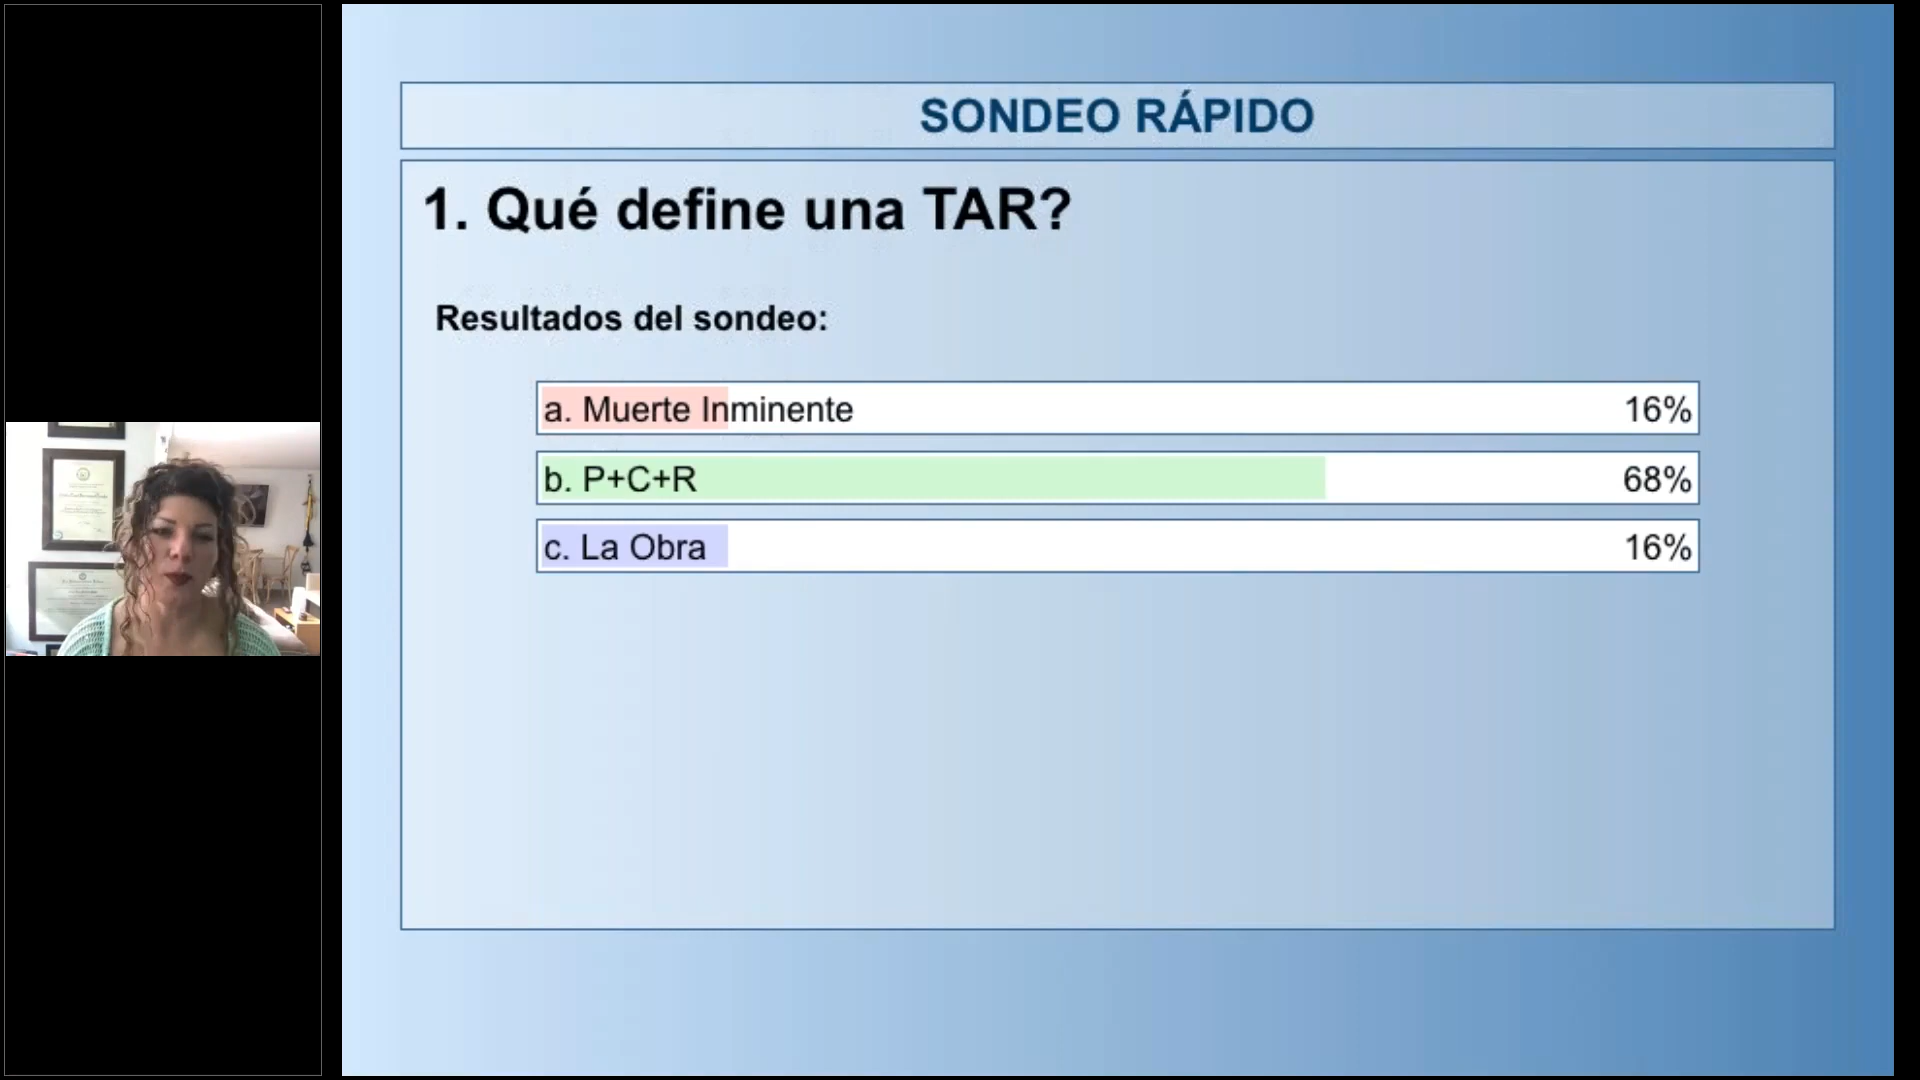 SONDEO RÁPIDO
1. Qué define una TAR?
Resultados del sondeo:
a. Muerte Inminente 16%
b. P+C+R 68%
c. La Obra 16%